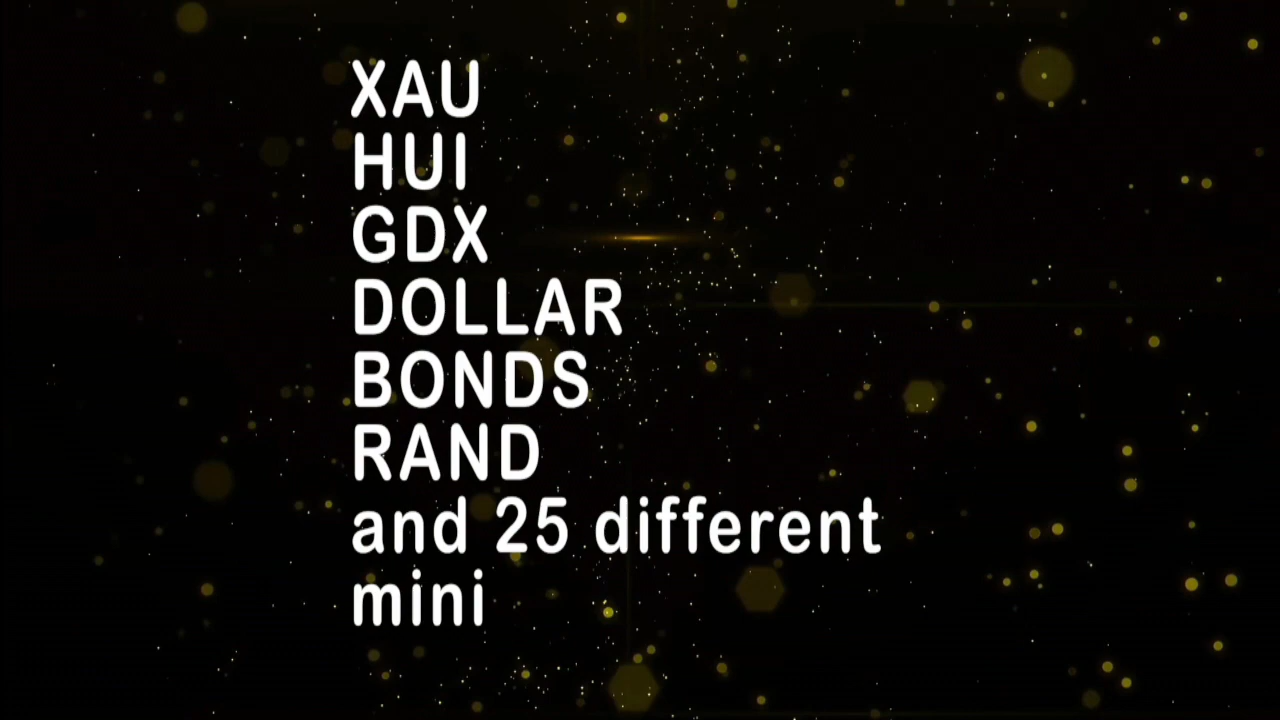 XAU
HUI
GDX
DOLLAR
BONDS
RAND
and 25 different
mini